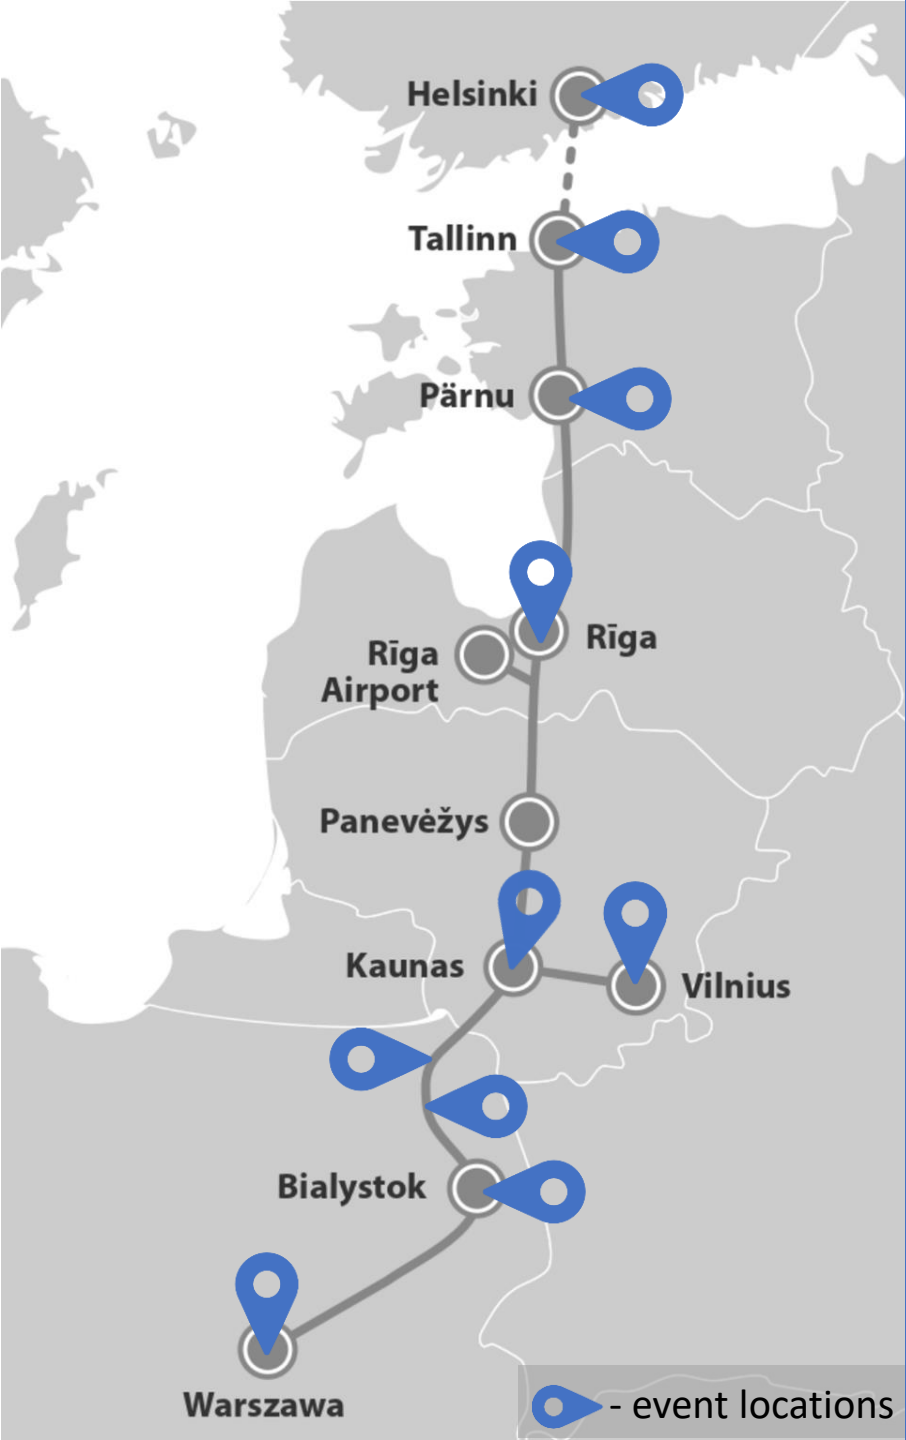 Helsinki
Tallinn
Pärnu
Rīga
Rīga
Airport
Panevėžys
Kaunas
Vilnius
Bialystok
Warszawa
- event locations